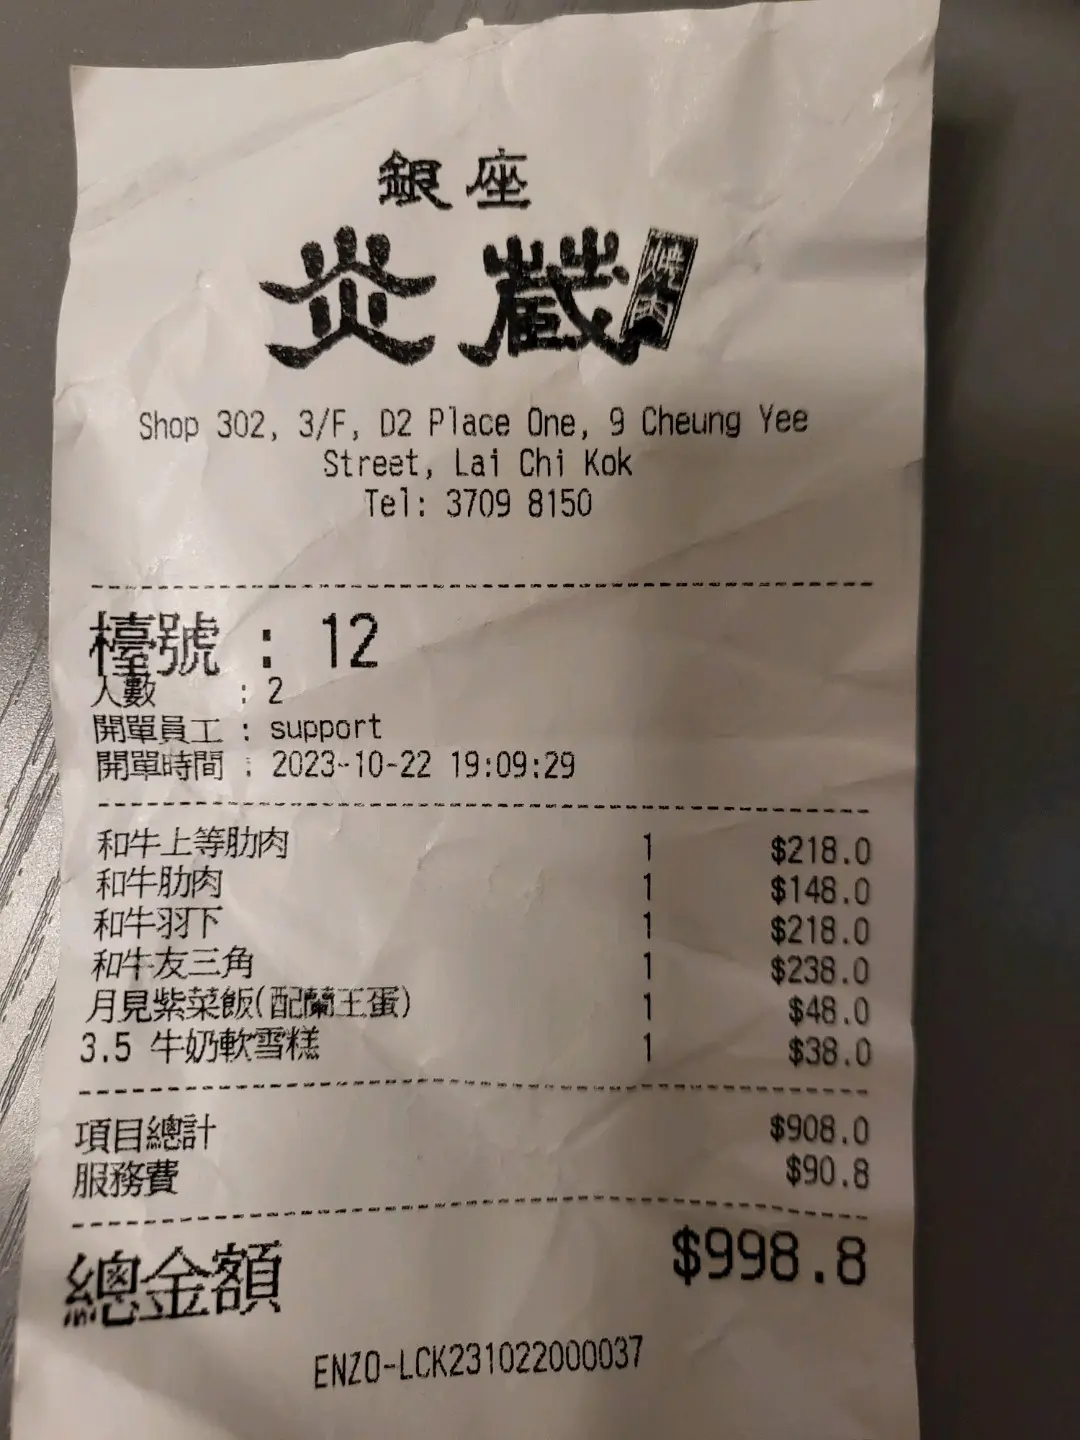 銀座
炎蔵 焼肉
Shop 302, 3/F, D2 Place One, 9 Cheung Yee
Street, Lai Chi Kok
Tel: 3709 8150
檯號 : 12
人數 : 2
開單員工 : support
開單時間 : 2023-10-22 19:09:29
和牛上等肋肉 1 $218.0
和牛肋肉 1 $148.0
和牛羽下 1 $218.0
和牛友三角 1 $238.0
月見紫菜飯(配蘭王蛋) 1 $48.0
3.5 牛奶軟雪糕 1 $38.0
項目總計 $908.0
服務費 $90.8
總金額 $998.8
ENZO-LCK231022000037